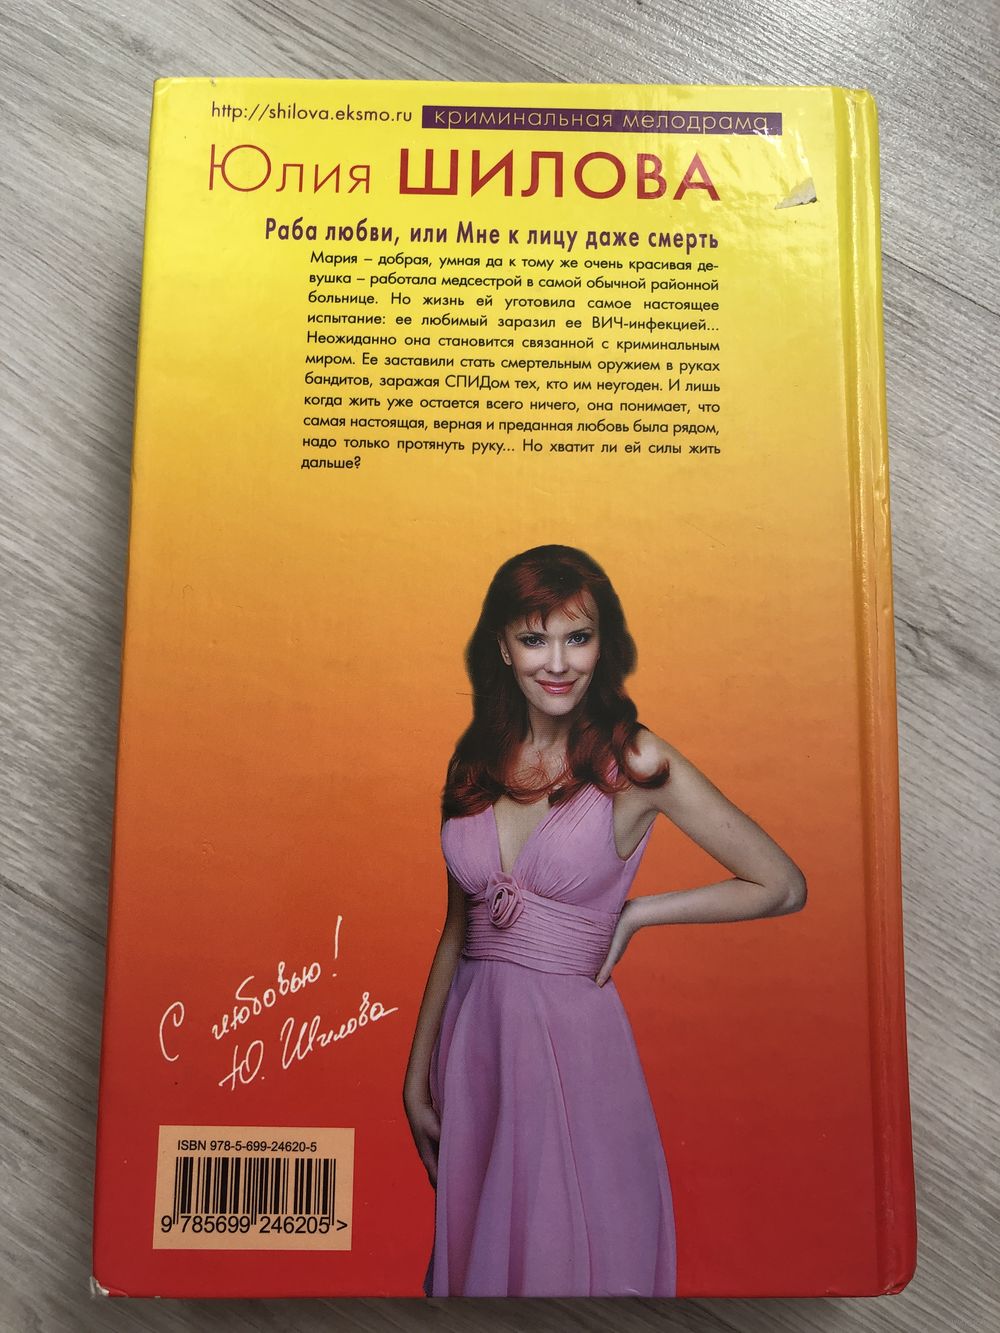 http://shilova.eksmo.ru криминальная мелодрама
Юлия ШИЛОВА
Раба любви, или Мне к лицу даже смерть
Мария – добрая, умная да к тому же очень красивая де-
вушка – работала медсестрой в самой обычной районной
больнице. Но жизнь ей уготовила самое настоящее
испытание: ее любимый заразил ее ВИЧ-инфекцией...
Неожиданно она становится связанной с криминальным
миром. Ее заставили стать смертельным оружием в руках
бандитов, заражая СПИДом тех, кто им неугоден. И лишь
когда жить уже остается всего ничего, она понимает, что
самая настоящая, верная и преданная любовь была рядом,
надо только протянуть руку... Но хватит ли ей силы жить
дальше?
С любовью!
Ю. Шилова
ISBN 978-5-699-24620-5
9 785699 246205 >